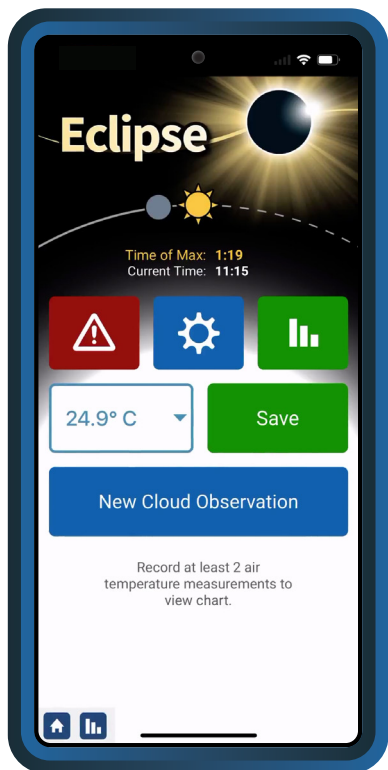 Eclipse
Time of Max: 1:19
Current Time: 11:15
24.9° C
Save
New Cloud Observation
Record at least 2 air
temperature measurements to
view chart.